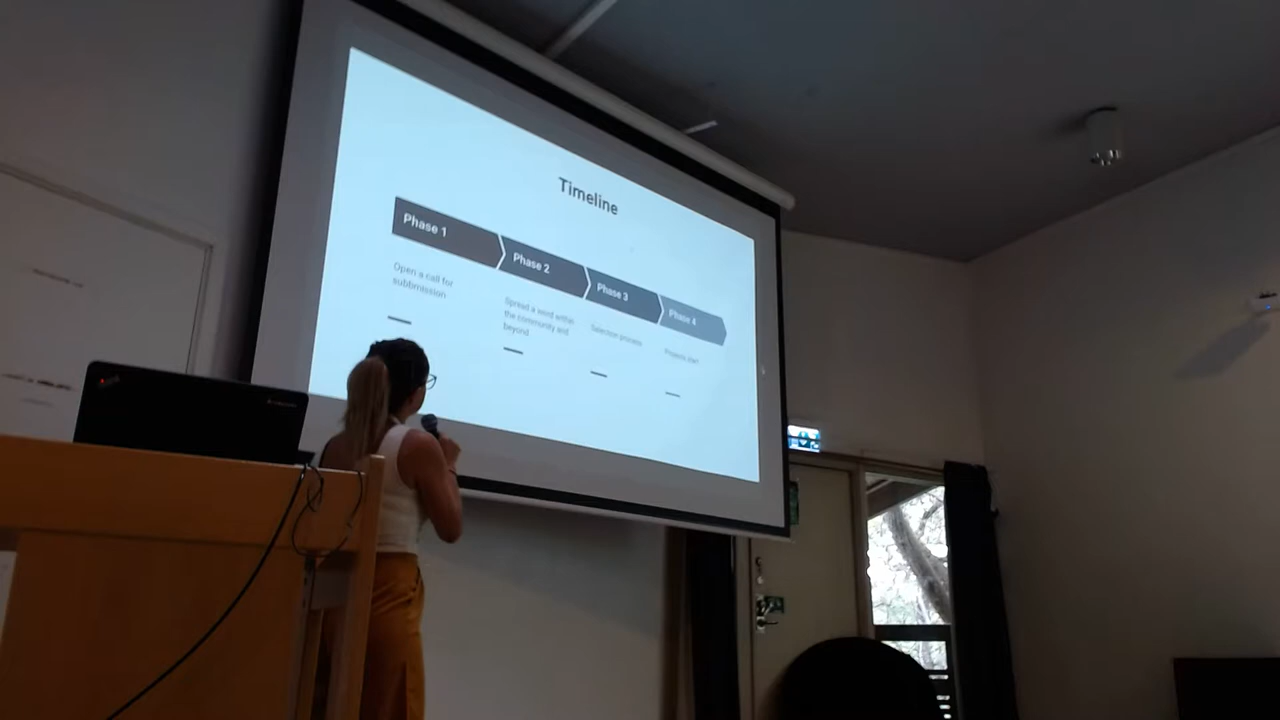 Timeline
Phase 1
Phase 2
Phase 3
Phase 4
Open a call for
subbmission
Spread a word within
the community and
beyond
Selection process
Projects start